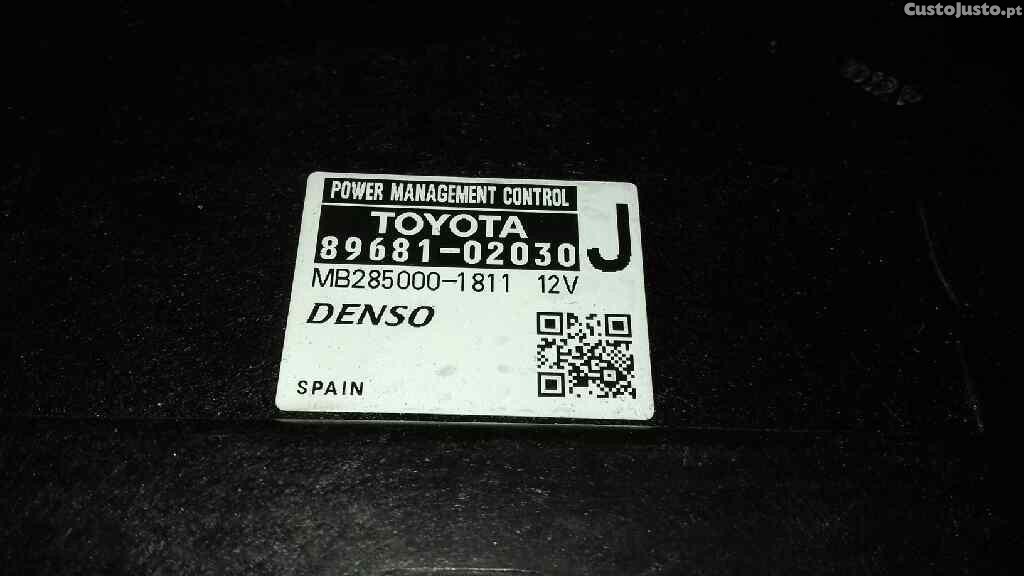 CustoJusto.pt
POWER MANAGEMENT CONTROL
TOYOTA
89681-02030
J
MB285000-1811 12V
DENSO
SPAIN